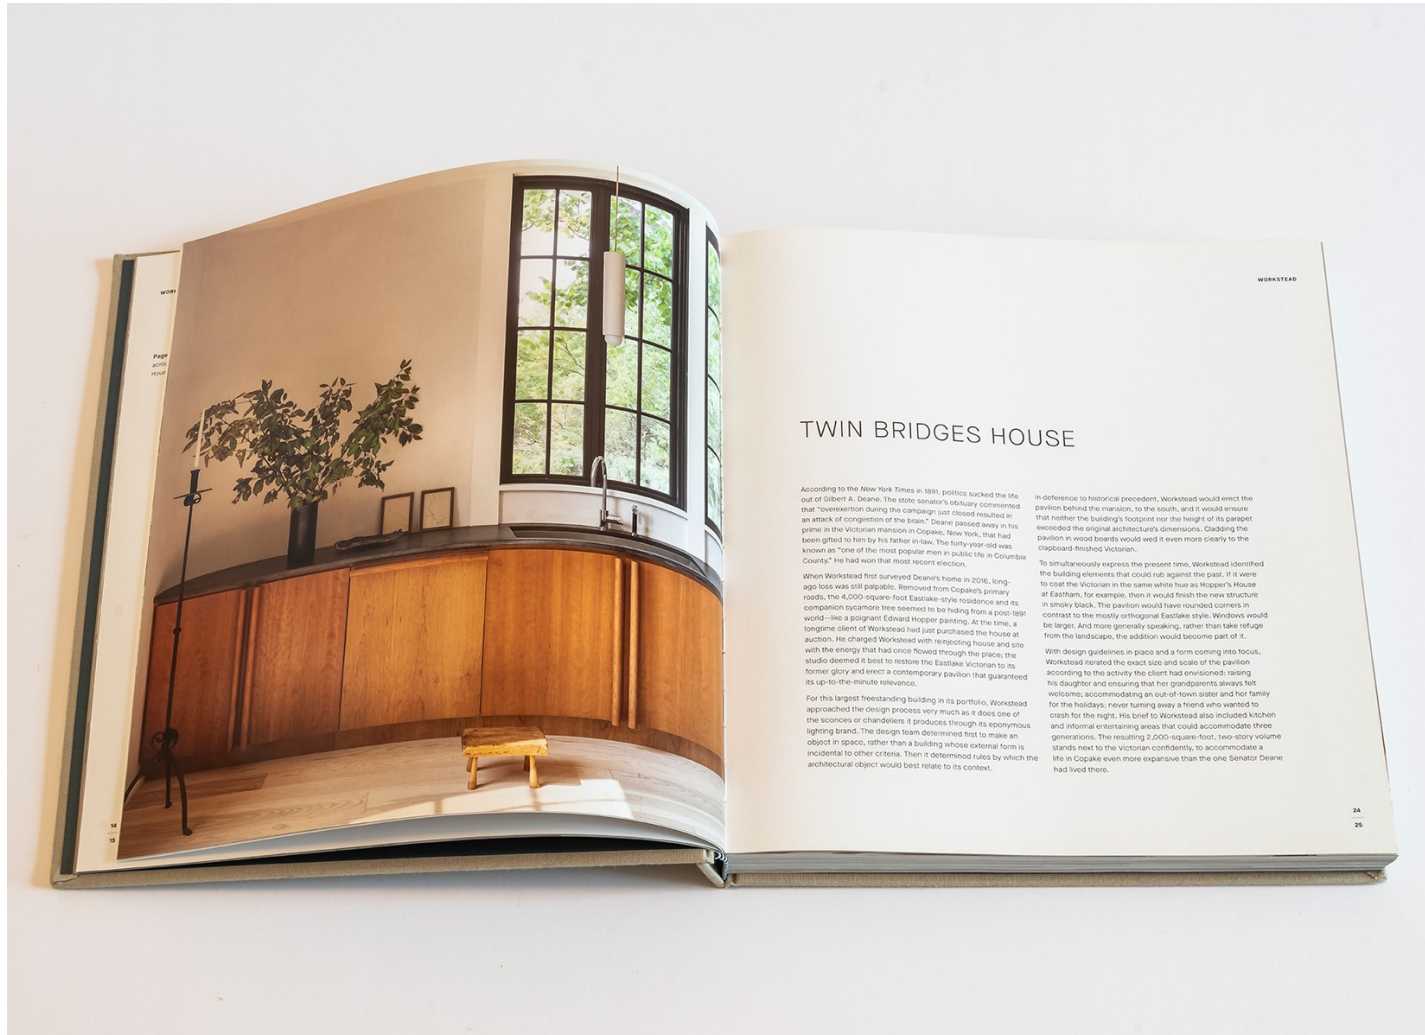 WORK
Page
acros
Hous
14
15
WORKSTEAD
TWIN BRIDGES HOUSE
According to the New York Times in 1891, politics sucked the life
out of Gilbert A. Deane. The state senator's obituary commented
that "overexertion during the campaign just closed resulted in
an attack of congestion of the brain." Deane passed away in his
prime in the Victorian mansion in Copake, New York, that had
been gifted to him by his father in-law. The forty-year-old was
known as "one of the most popular men in public life in Columbia
County." He had won that most recent election.
When Workstead first surveyed Deane's home in 2016, long-
ago loss was still palpable. Removed from Copake's primary
roads, the 4,000-square-foot Eastlake-style residence and its
companion sycamore tree seemed to be hiding from a post-1891
world—like a poignant Edward Hopper painting. At the time, a
longtime client of Workstead had just purchased the house at
auction. He charged Workstead with reinjecting house and site
with the energy that had once flowed through the place; the
studio deemed it best to restore the Eastlake Victorian to its
former glory and erect a contemporary pavilion that guaranteed
its up-to-the-minute relevance.
For this largest freestanding building in its portfolio, Workstead
approached the design process very much as it does one of
the sconces or chandeliers it produces through its eponymous
lighting brand. The design team determined first to make an
object in space, rather than a building whose external form is
incidental to other criteria. Then it determined rules by which the
architectural object would best relate to its context.
In deference to historical precedent, Workstead would erect the
pavilion behind the mansion, to the south, and it would ensure
that neither the building's footprint nor the height of its parapet
exceeded the original architecture's dimensions. Cladding the
pavilion in wood boards would wed it even more clearly to the
clapboard-finished Victorian.
To simultaneously express the present time, Workstead identified
the building elements that could rub against the past. If it were
to coat the Victorian in the same white hue as Hopper's House
at Eastham, for example, then it would finish the new structure
in smoky black. The pavilion would have rounded corners in
contrast to the mostly orthogonal Eastlake style. Windows would
be larger. And more generally speaking, rather than take refuge
from the landscape, the addition would become part of it.
With design guidelines in place and a form coming into focus,
Workstead iterated the exact size and scale of the pavilion
according to the activity the client had envisioned: raising
his daughter and ensuring that her grandparents always felt
welcome; accommodating an out-of-town sister and her family
for the holidays; never turning away a friend who wanted to
crash for the night. His brief to Workstead also included kitchen
and informal entertaining areas that could accommodate three
generations. The resulting 2,000-square-foot, two-story volume
stands next to the Victorian confidently, to accommodate a
life in Copake even more expansive than the one Senator Deane
had lived there.
24
25